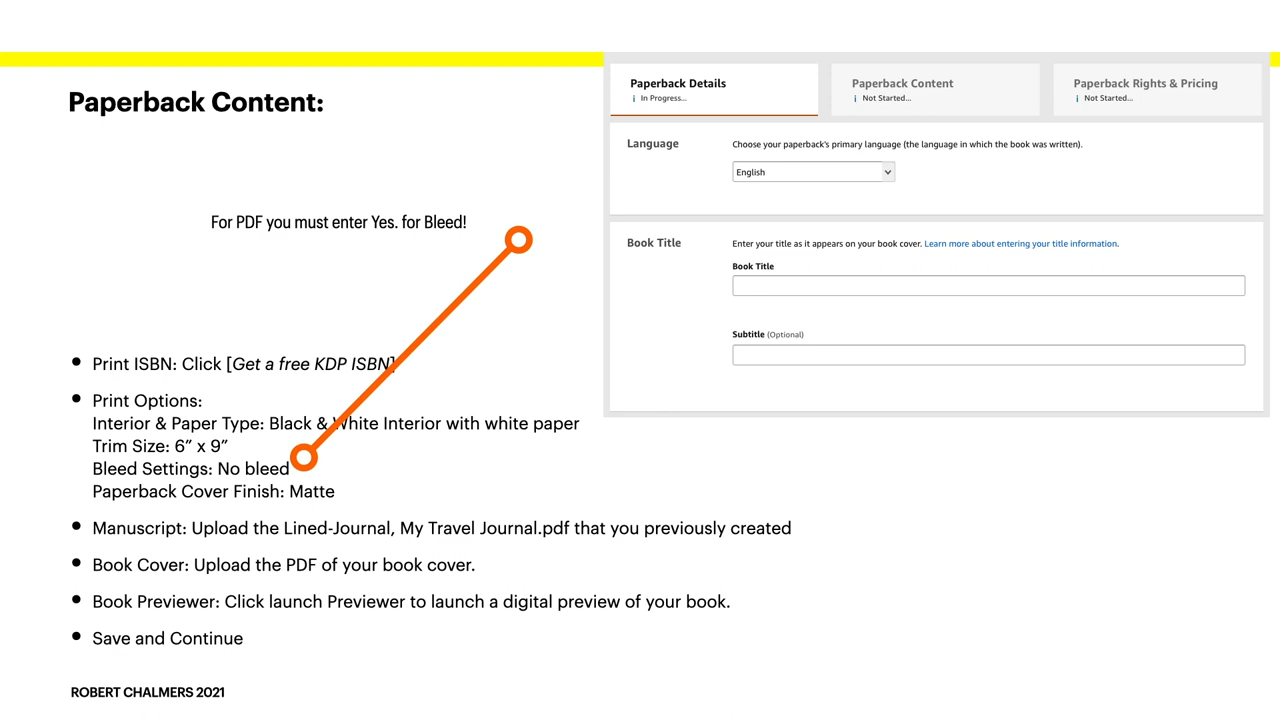 Paperback Content:
For PDF you must enter Yes. for Bleed!
• Print ISBN: Click [Get a free KDP ISBN]
• Print Options:
Interior & Paper Type: Black & White Interior with white paper
Trim Size: 6” x 9”
Bleed Settings: No bleed
Paperback Cover Finish: Matte
• Manuscript: Upload the Lined-Journal, My Travel Journal.pdf that you previously created
• Book Cover: Upload the PDF of your book cover.
• Book Previewer: Click launch Previewer to launch a digital preview of your book.
• Save and Continue
ROBERT CHALMERS 2021
Paperback Details
i In Progress...
Paperback Content
i Not Started...
Paperback Rights & Pricing
i Not Started...
Language
Choose your paperback's primary language (the language in which the book was written).
English
Book Title
Enter your title as it appears on your book cover. Learn more about entering your title information.
Book Title
Subtitle (Optional)